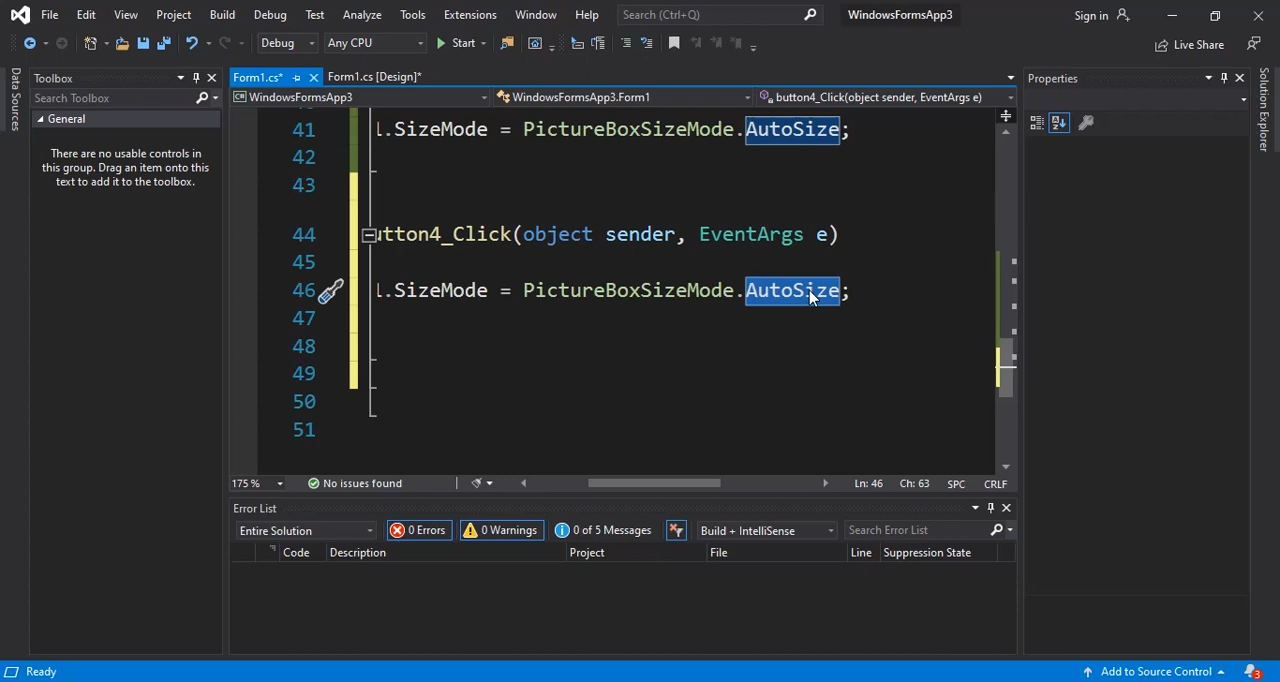 File Edit View Project Build Debug Test Analyze Tools Extensions Window Help Search (Ctrl+Q) WindowsFormsApp3 Sign in
Debug Any CPU Start Live Share
Data Sources
Toolbox
Search Toolbox
General
There are no usable controls in
this group. Drag an item onto this
text to add it to the toolbox.
Form1.cs* Form1.cs [Design]*
WindowsFormsApp3 WindowsFormsApp3.Form1 button4_Click(object sender, EventArgs e)
41 .SizeMode = PictureBoxSizeMode.AutoSize;
42
43
44 utton4_Click(object sender, EventArgs e)
45
46 .SizeMode = PictureBoxSizeMode.AutoSize;
47
48
49
50
51
175 % No issues found Ln: 46 Ch: 63 SPC CRLF
Error List
Entire Solution 0 Errors 0 Warnings 0 of 5 Messages Build + IntelliSense Search Error List
Code Description Project File Line Suppression State
Properties
Solution Explorer
Ready Add to Source Control 3